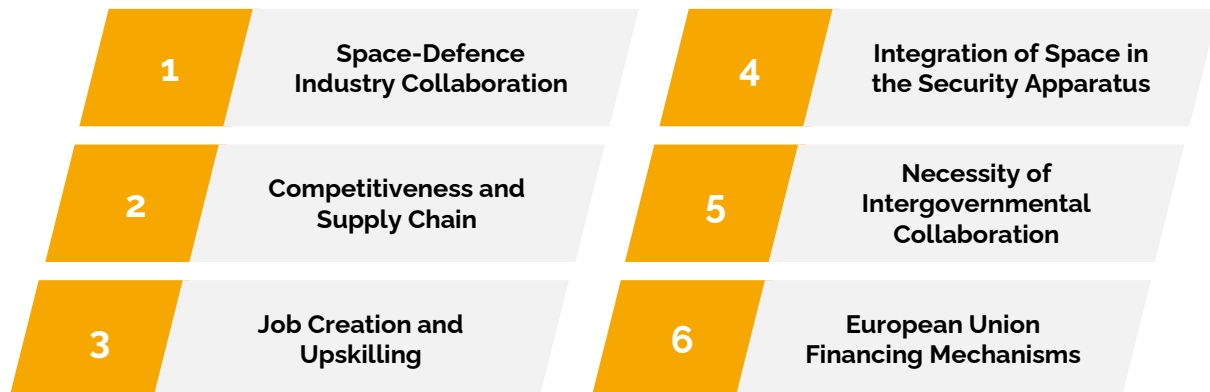 1
Space-Defence
Industry Collaboration
2
Competitiveness and
Supply Chain
3
Job Creation and
Upskilling
4
Integration of Space in
the Security Apparatus
5
Necessity of
Intergovernmental
Collaboration
6
European Union
Financing Mechanisms